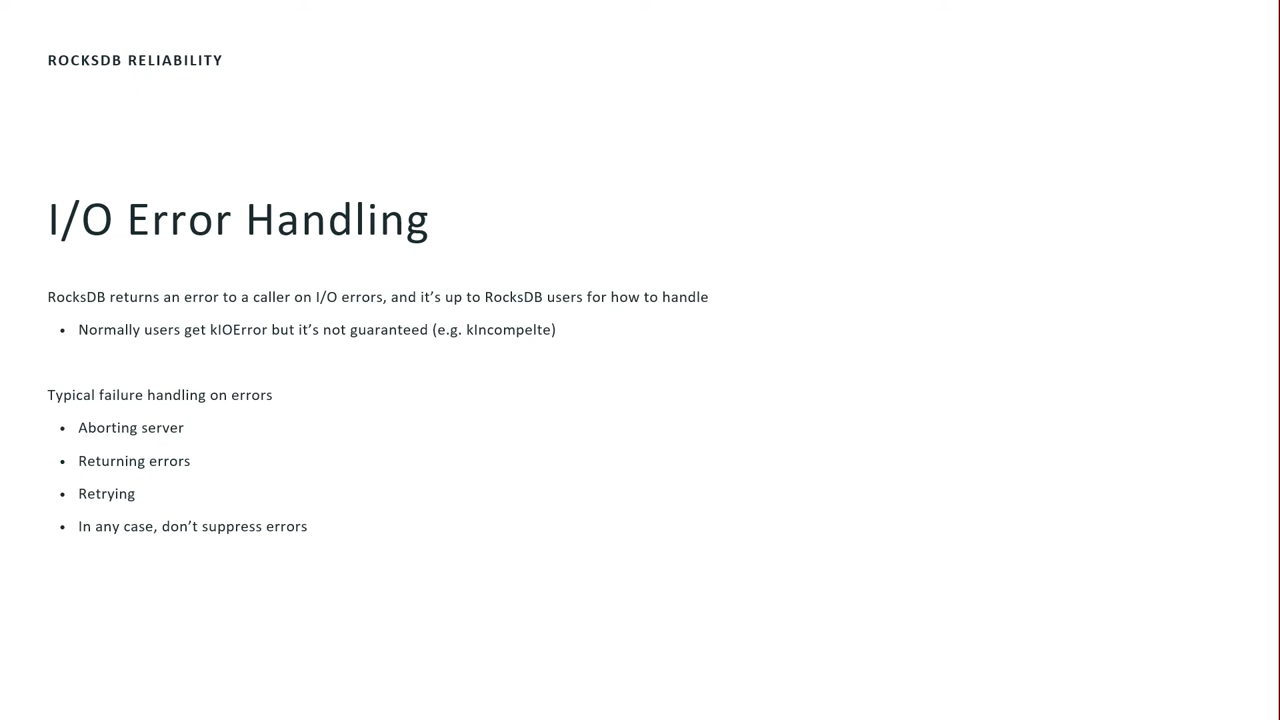 ROCKSDB RELIABILITY
I/O Error Handling
RocksDB returns an error to a caller on I/O errors, and it’s up to RocksDB users for how to handle
• Normally users get kIOError but it’s not guaranteed (e.g. kIncompelte)
Typical failure handling on errors
• Aborting server
• Returning errors
• Retrying
• In any case, don’t suppress errors